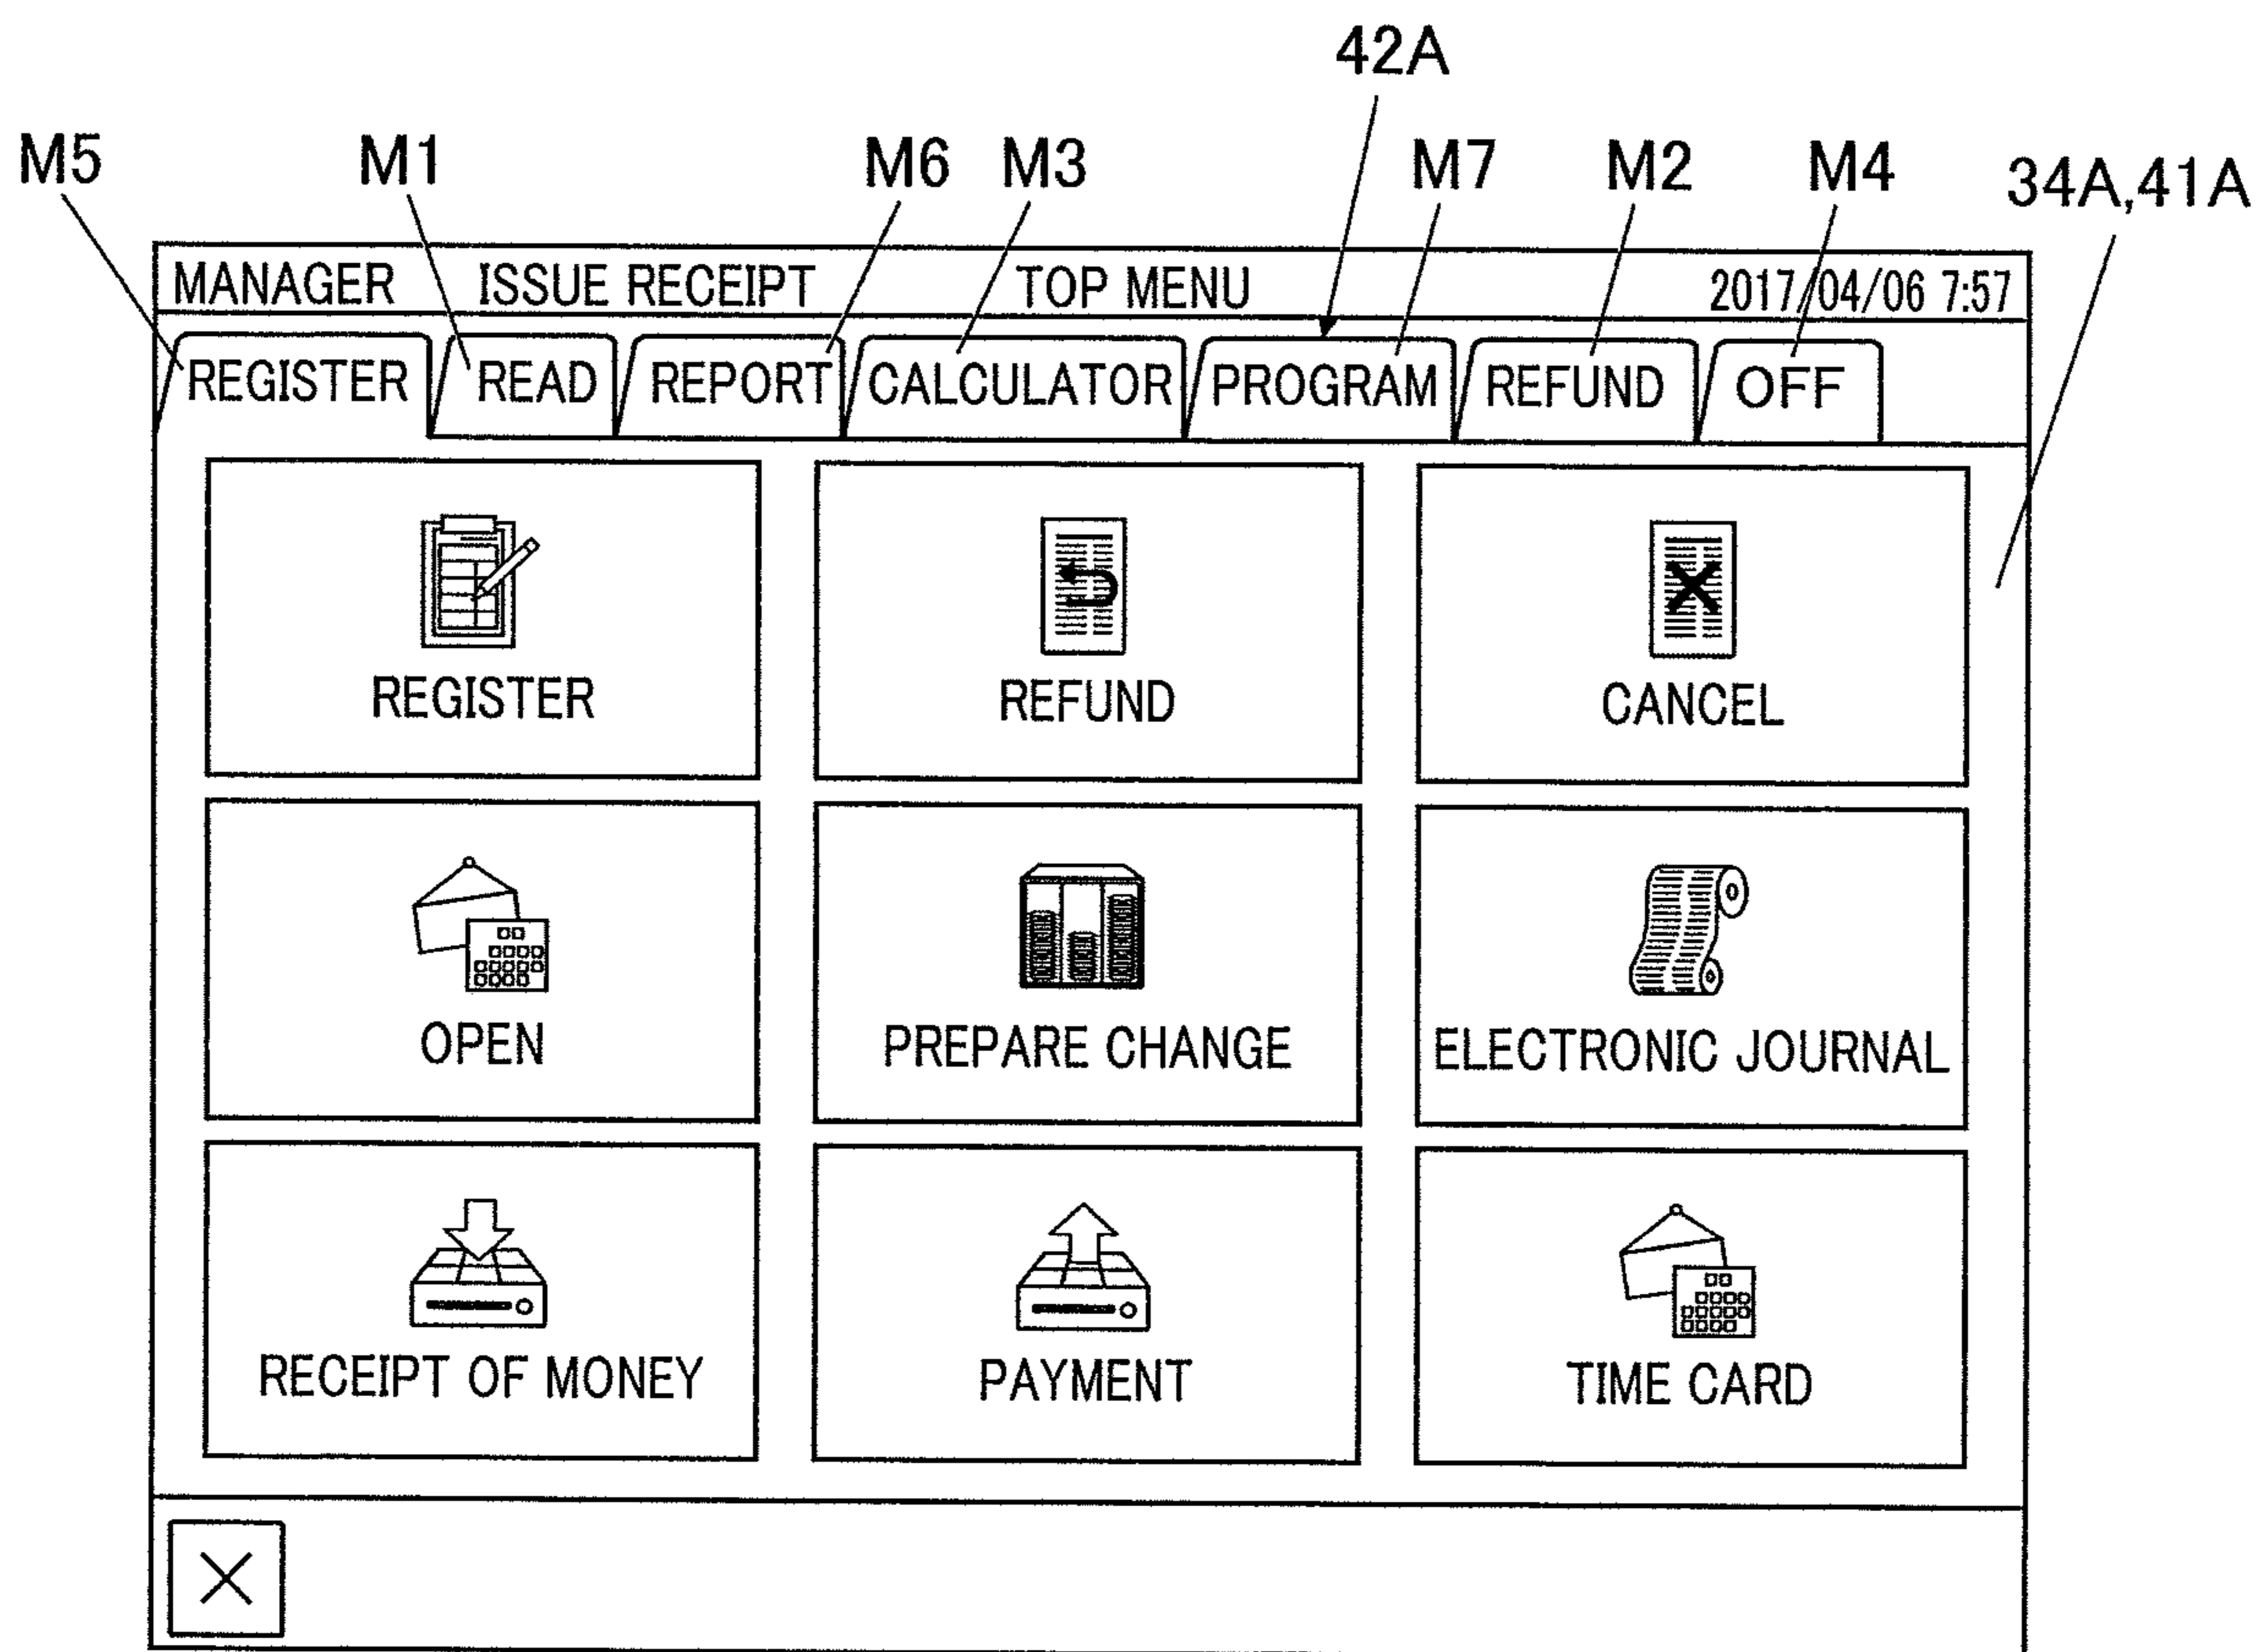 42A
M5 M1 M6 M3 M7 M2 M4 34A,41A
MANAGER ISSUE RECEIPT TOP MENU 2017/04/06 7:57
REGISTER READ REPORT CALCULATOR PROGRAM REFUND OFF
REGISTER REFUND CANCEL
OPEN PREPARE CHANGE ELECTRONIC JOURNAL
RECEIPT OF MONEY PAYMENT TIME CARD